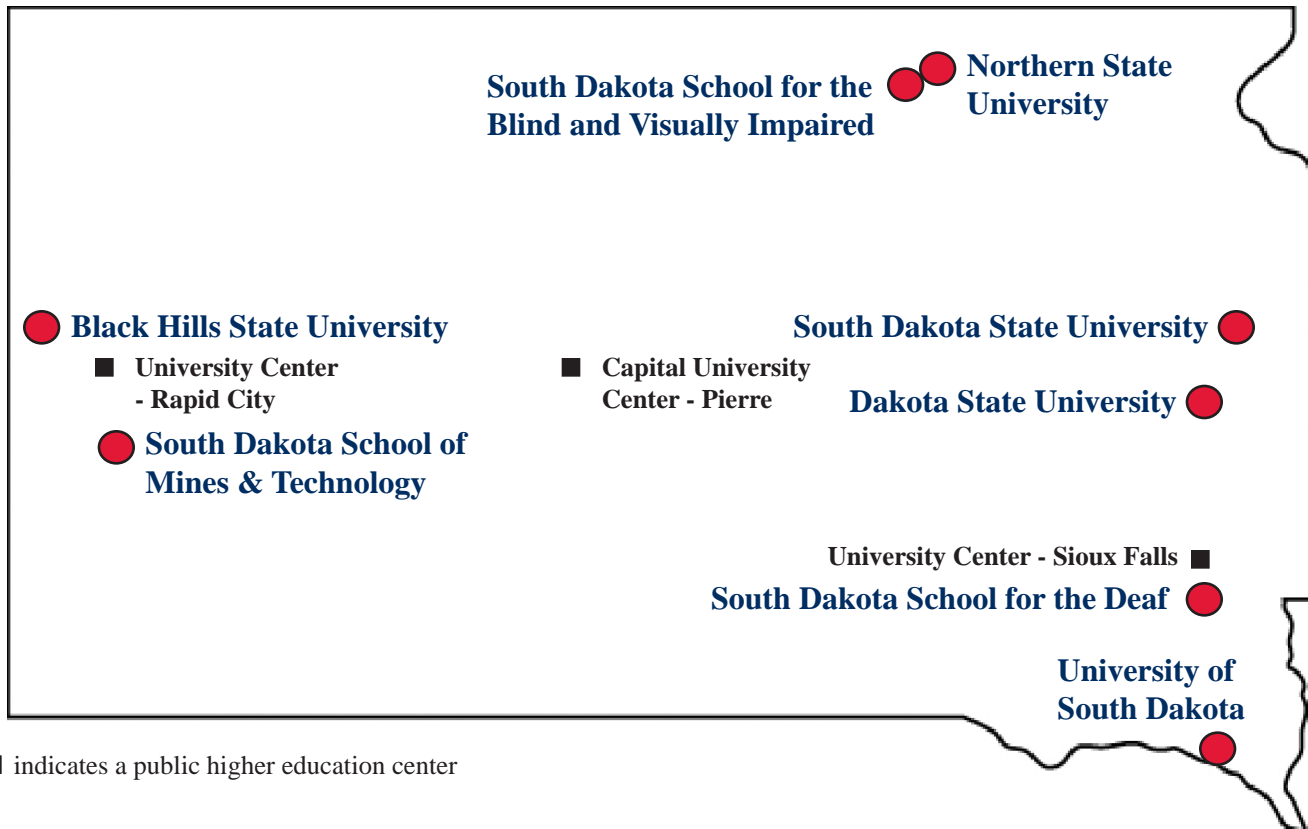 Northern State
University
South Dakota School for the
Blind and Visually Impaired
Black Hills State University
South Dakota State University
University Center
- Rapid City
Capital University
Center - Pierre
Dakota State University
South Dakota School of
Mines & Technology
University Center - Sioux Falls
South Dakota School for the Deaf
University of
South Dakota
indicates a public higher education center